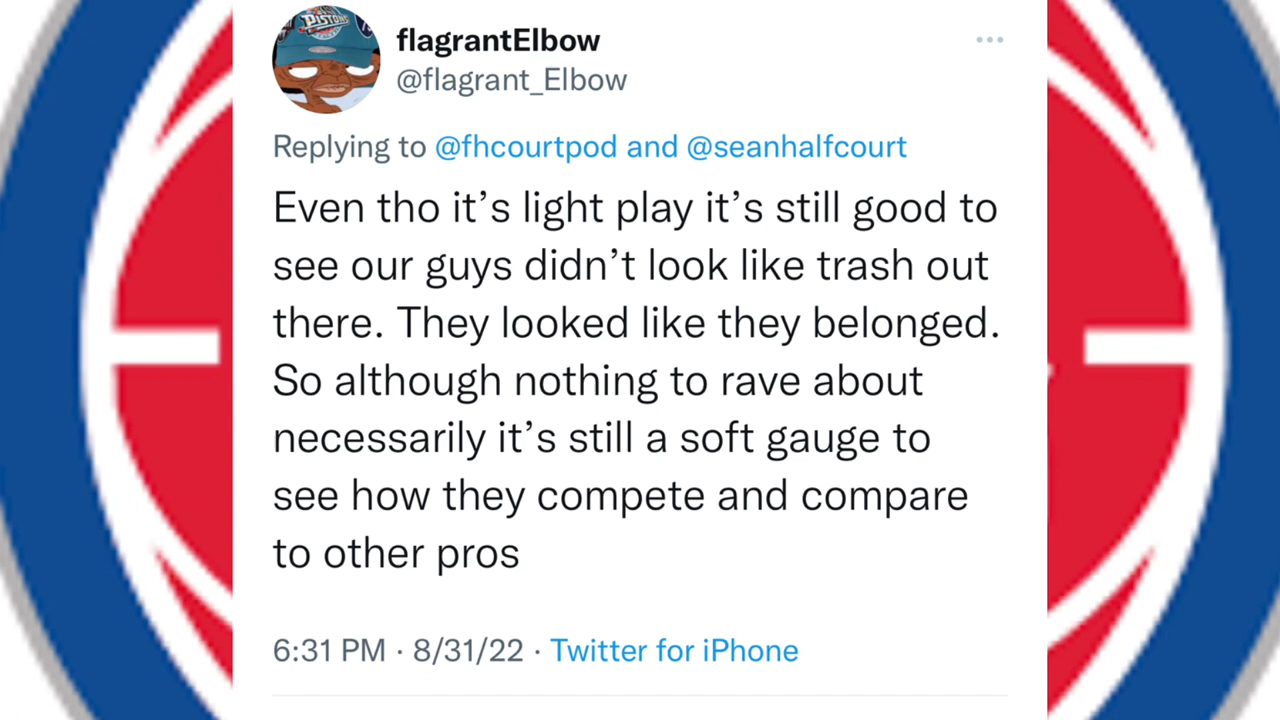 PISTONS
flagrantElbow
@flagrant_Elbow
Replying to @fhcourtpod and @seanhalfcourt
Even tho it’s light play it’s still good to
see our guys didn’t look like trash out
there. They looked like they belonged.
So although nothing to rave about
necessarily it’s still a soft gauge to
see how they compete and compare
to other pros
6:31 PM · 8/31/22 · Twitter for iPhone